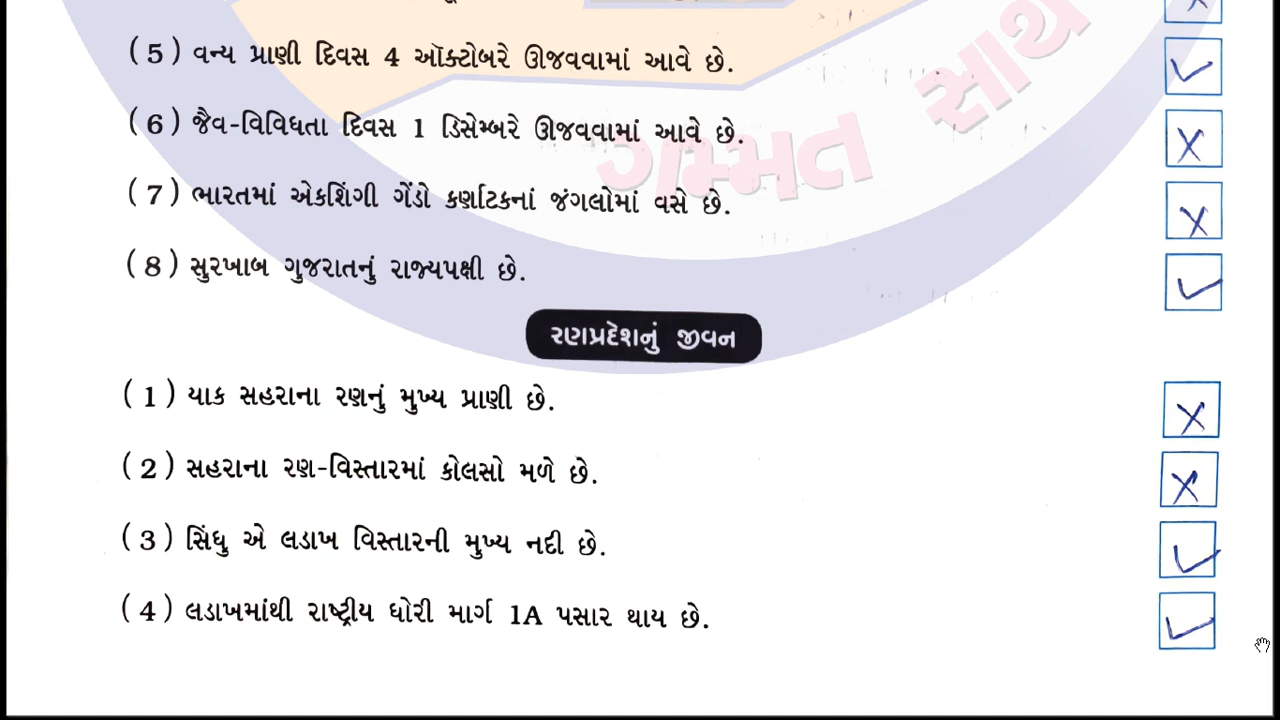 (5) વન્ય પ્રાણી દિવસ 4 ઑક્ટોબરે ઊજવવામાં આવે છે.
(6) જૈવ-વિવિધતા દિવસ 1 ડિસેમ્બરે ઊજવવામાં આવે છે.
(7) ભારતમાં એકશિંગી ગેંડો કર્ણાટકનાં જંગલોમાં વસે છે.
(8) સુરખાબ ગુજરાતનું રાજ્યપક્ષી છે.
ગમ્મત સાથ
રણપ્રદેશનું જીવન
(1) યાક સહરાના રણનું મુખ્ય પ્રાણી છે.
(2) સહરાના રણ-વિસ્તારમાં કોલસો મળે છે.
(3) સિંધુ એ લડાખ વિસ્તારની મુખ્ય નદી છે.
(4) લડાખમાંથી રાષ્ટ્રીય ધોરી માર્ગ 1A પસાર થાય છે.